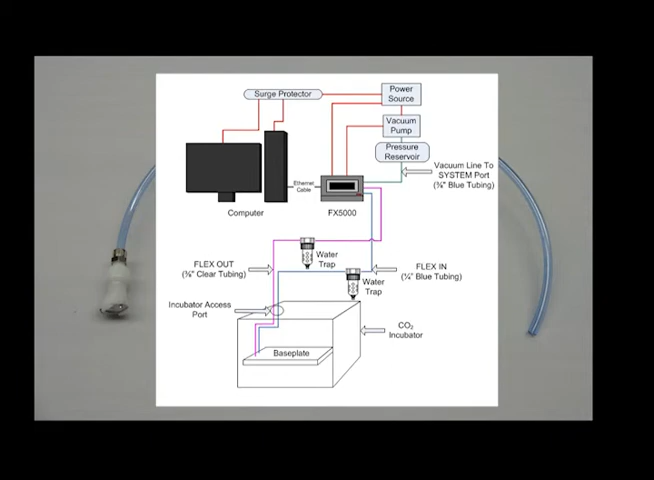 Surge Protector
Power
Source
Vacuum
Pump
Pressure
Reservoir
Vacuum Line To
SYSTEM Port
(⅜" Blue Tubing)
Ethernet
Cable
Computer
FX5000
Water
Trap
FLEX OUT
(⅜" Clear Tubing)
FLEX IN
(¼" Blue Tubing)
Water
Trap
Incubator Access
Port
CO₂
Incubator
Baseplate